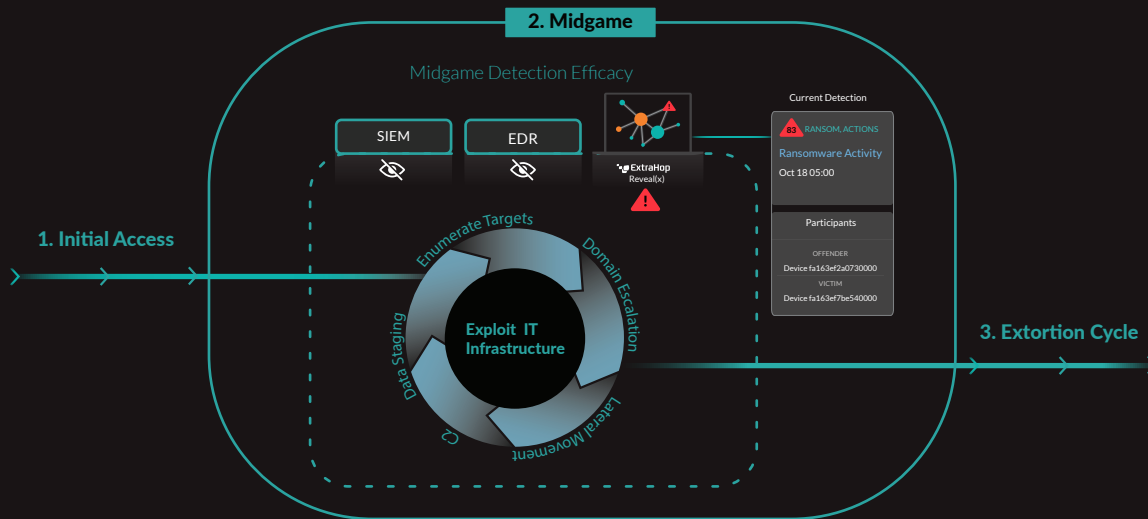 2. Midgame
Midgame Detection Efficacy
SIEM
EDR
ExtraHop
Reveal(x)
Current Detection
83
RANSOM, ACTIONS
Ransomware Activity
Oct 18 05:00
Participants
OFFENDER
Device fa163ef2a0730000
VICTIM
Device fa163ef7be540000
1. Initial Access
Enumerate Targets
Domain Escalation
Lateral Movement
C2
Data Staging
Exploit IT
Infrastructure
3. Extortion Cycle